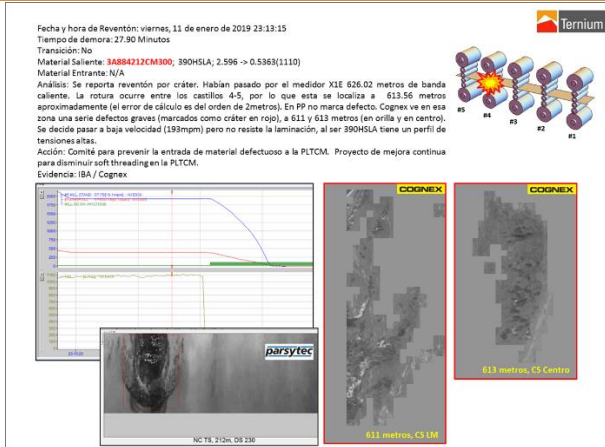 Fecha y hora de Reventón: viernes, 11 de enero de 2019 23:13:15
Ternium
Tiempo de demora: 27.90 Minutos
Transición: No
Material Saliente: 3A884212CM300; 390HSLA; 2.596 -> 0.5363(1110)
Material Entrante: N/A
Análisis: Se reporta reventón por cráter. Habían pasado por el medidor X1E 626.02 metros de banda
caliente. La rotura ocurre entre los castillos 4-5, por lo que esta se localiza a 613.56 metros
aproximadamente (el error de cálculo es del orden de 2metros). En PP no marca defecto. Cognex ve en esa
zona una serie defectos graves (marcados como cráter en rojo), a 611 y 613 metros (en orilla y en centro).
Se decide pasar a baja velocidad (193mpm) pero no resiste la laminación, al ser 390HSLA tiene un perfil de
tensiones altas.
Acción: Comité para prevenir la entrada de material defectuoso a la PLTCM. Proyecto de mejora continua
para disminuir soft threading en la PLTCM.
Evidencia: IBA / Cognex
#5
#4
#3
#2
#1
COGNEX
COGNEX
parsytec
613 metros, CS Centro
611 metros, CS LM
NC TS, 212m, OS 230